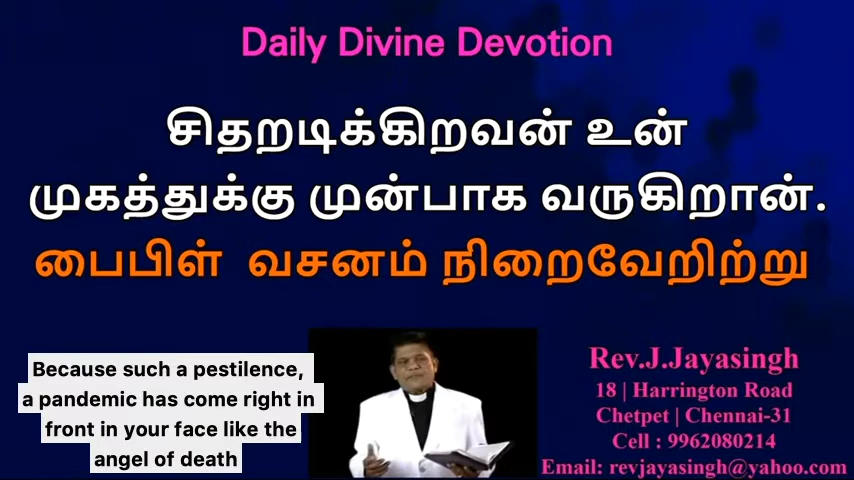 Daily Divine Devotion
சிதறடிக்கிறவன் உன்
முகத்துக்கு முன்பாக வருகிறான்.
பைபிள் வசனம் நிறைவேறிற்று
Because such a pestilence,
a pandemic has come right in
front in your face like the
angel of death
Rev.J.Jayasingh
18 | Harrington Road
Chetpet | Chennai-31
Cell : 9962080214
Email: revjayasingh@yahoo.com